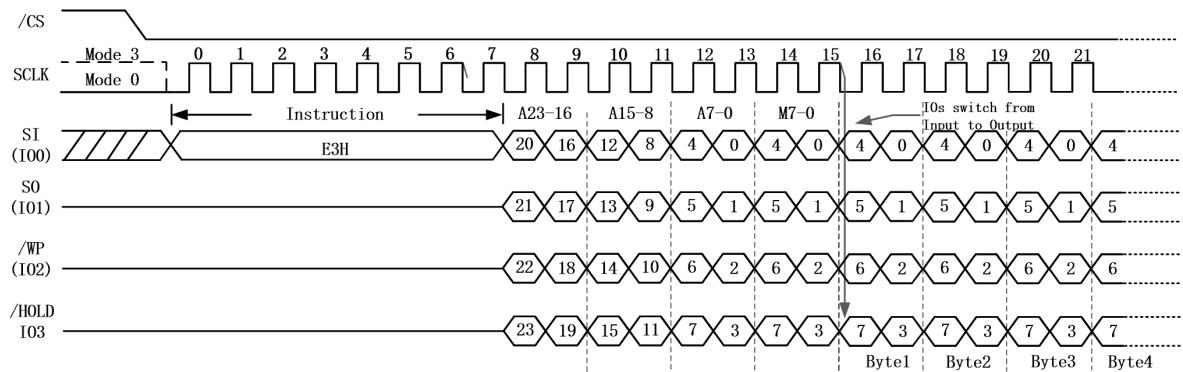 /CS
Mode 3 0 1 2 3 4 5 6 7 8 9 10 11 12 13 14 15 16 17 18 19 20 21
SCLK Mode 0
Instruction A23-16 A15-8 A7-0 M7-0 IOs switch from
Input to Output
SI
(IO0) E3H 20 16 12 8 4 0 4 0 4 0 4 0 4 0 4
SO
(IO1) 21 17 13 9 5 1 5 1 5 1 5 1 5 1 5
/WP
(IO2) 22 18 14 10 6 2 6 2 6 2 6 2 6 2 6
/HOLD
IO3 23 19 15 11 7 3 7 3 7 3 7 3 7 3 7
Byte1 Byte2 Byte3 Byte4